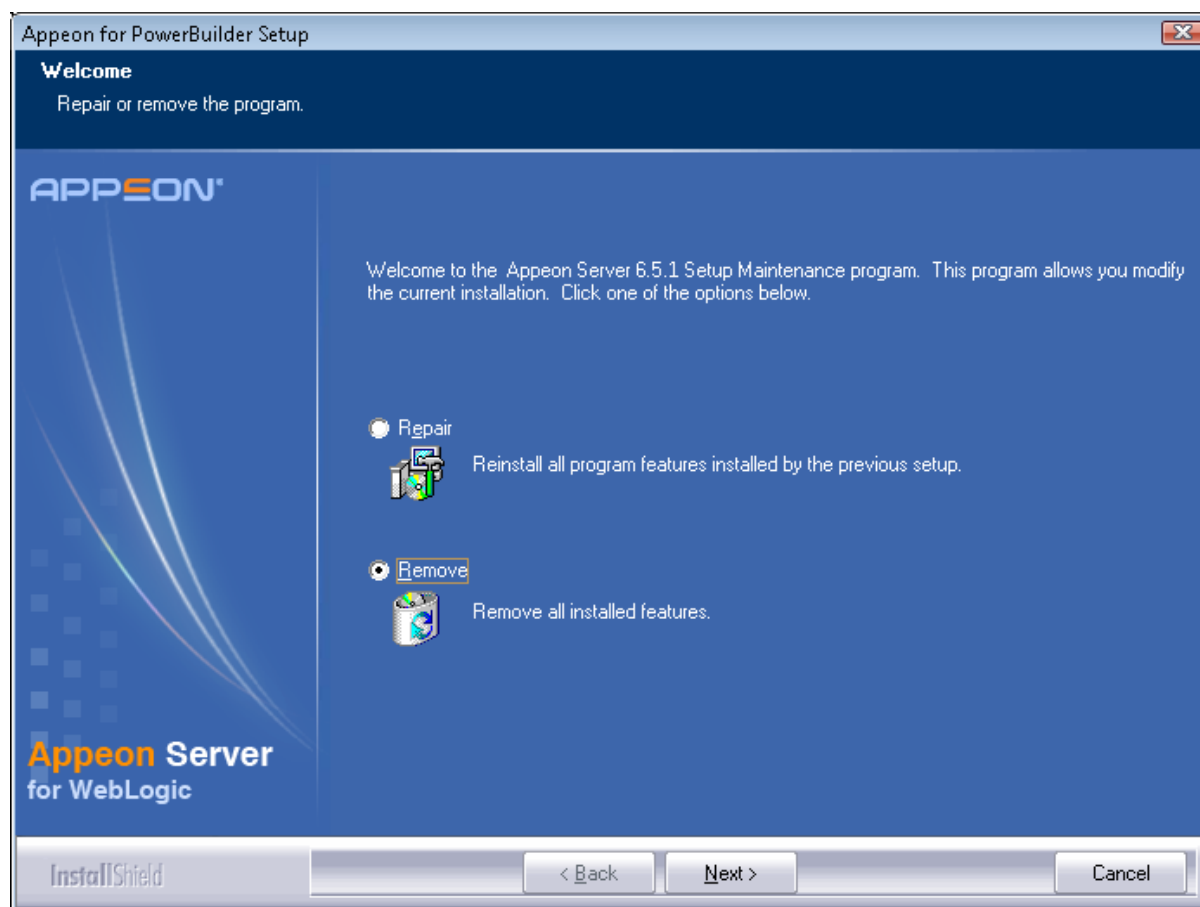 Appeon for PowerBuilder Setup
Welcome
Repair or remove the program.
APPEON®
Welcome to the Appeon Server 6.5.1 Setup Maintenance program. This program allows you modify
the current installation. Click one of the options below.
Repair
Reinstall all program features installed by the previous setup.
Remove
Remove all installed features.
Appeon Server
for WebLogic
InstallShield
< Back
Next >
Cancel